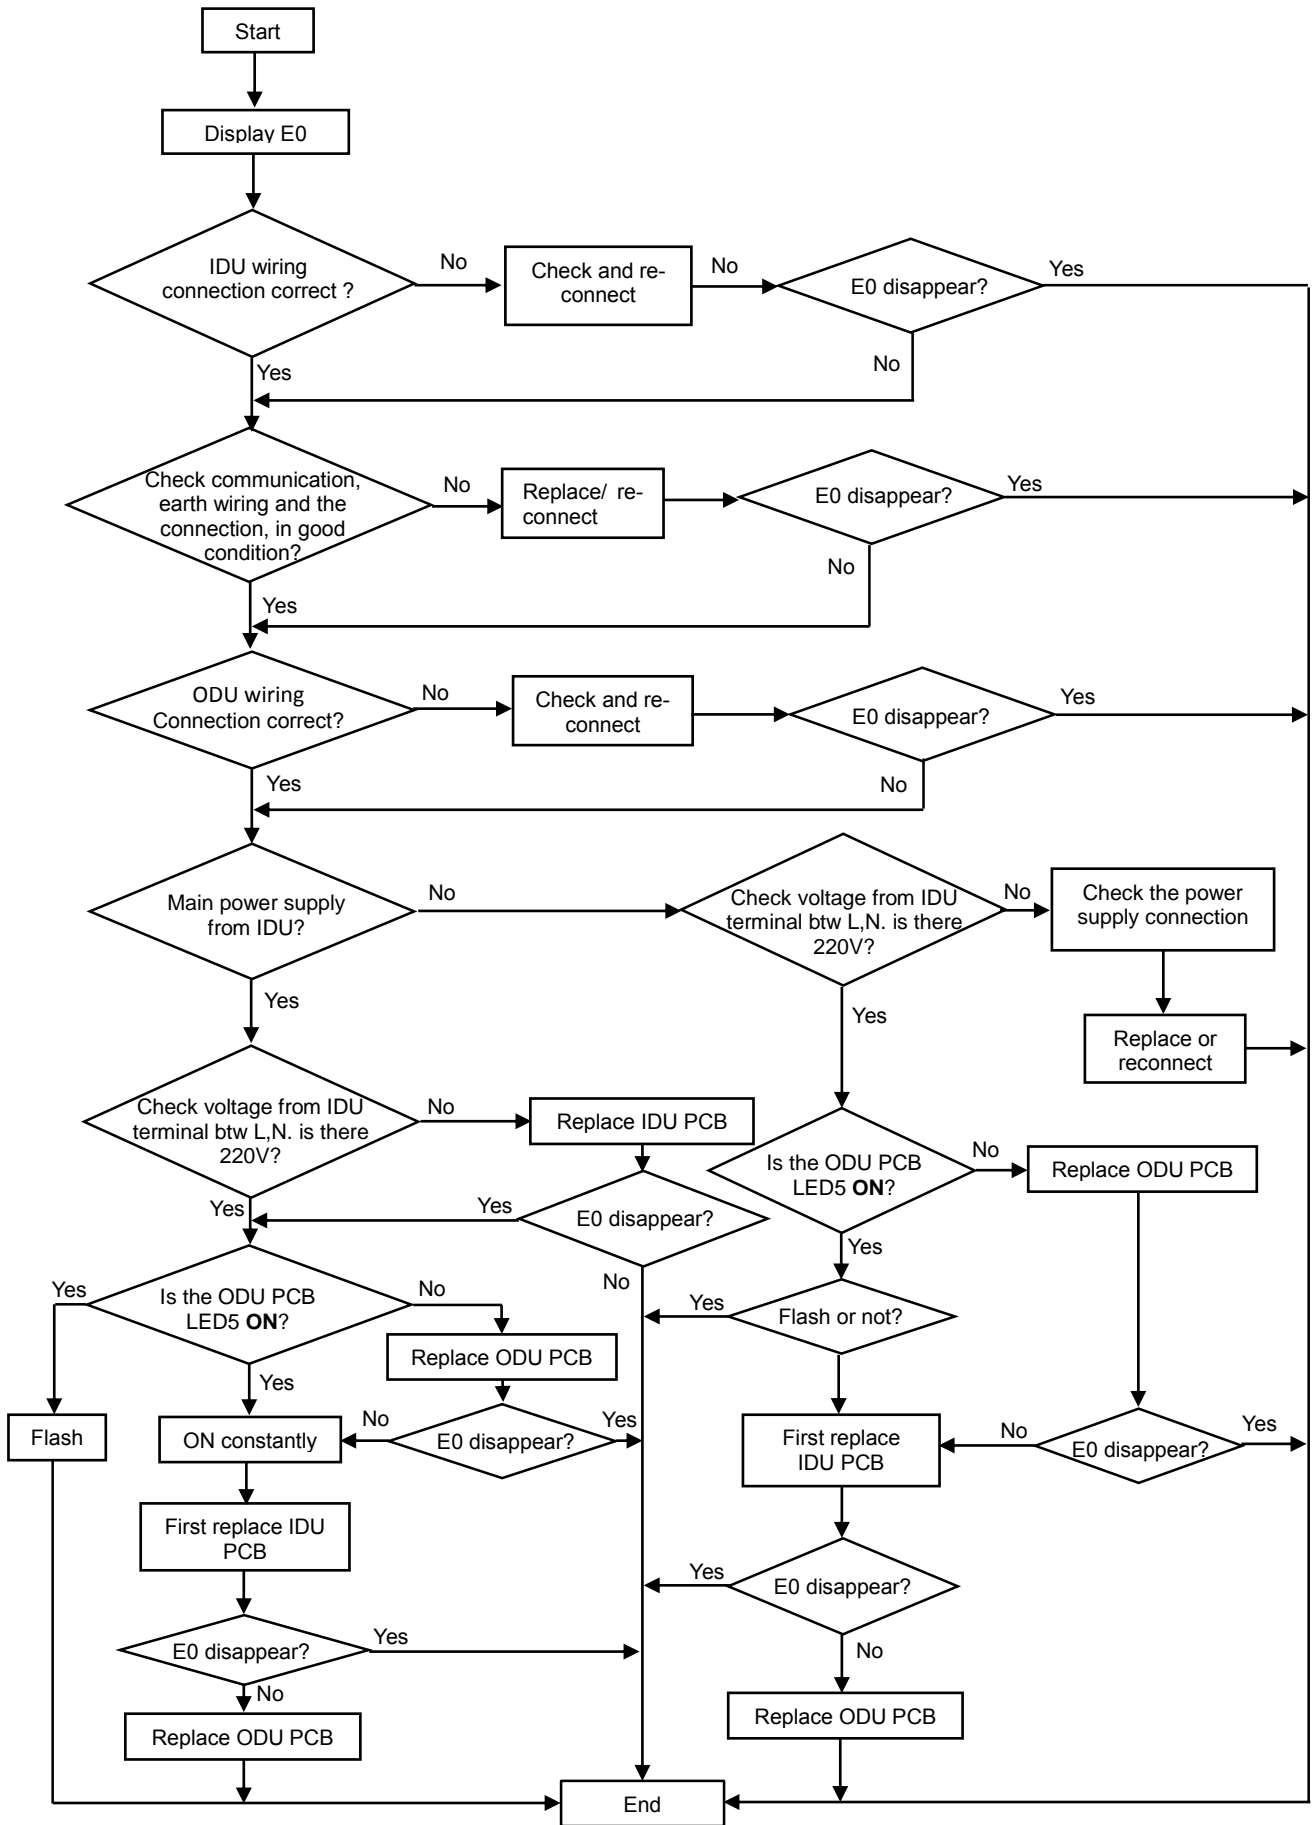 Start
Display E0
IDU wiring
connection correct ?
No
Check and re-
connect
No
E0 disappear?
Yes
No
Yes
Check communication,
earth wiring and the
connection, in good
condition?
No
Replace/ re-
connect
E0 disappear?
Yes
No
Yes
ODU wiring
Connection correct?
No
Check and re-
connect
E0 disappear?
Yes
No
Yes
Main power supply
from IDU?
No
Check voltage from IDU
terminal btw L,N. is there
220V?
No
Check the power
supply connection
Yes
Yes
Replace or
reconnect
Check voltage from IDU
terminal btw L,N. is there
220V?
No
Replace IDU PCB
Is the ODU PCB
LED5 ON?
No
Replace ODU PCB
Yes
Yes
E0 disappear?
Yes
No
Yes
Is the ODU PCB
LED5 ON?
No
Yes
Flash or not?
Replace ODU PCB
Yes
Flash
ON constantly
No
E0 disappear?
Yes
First replace
IDU PCB
No
E0 disappear?
Yes
First replace IDU
PCB
Yes
E0 disappear?
E0 disappear?
Yes
No
No
Replace ODU PCB
Replace ODU PCB
End